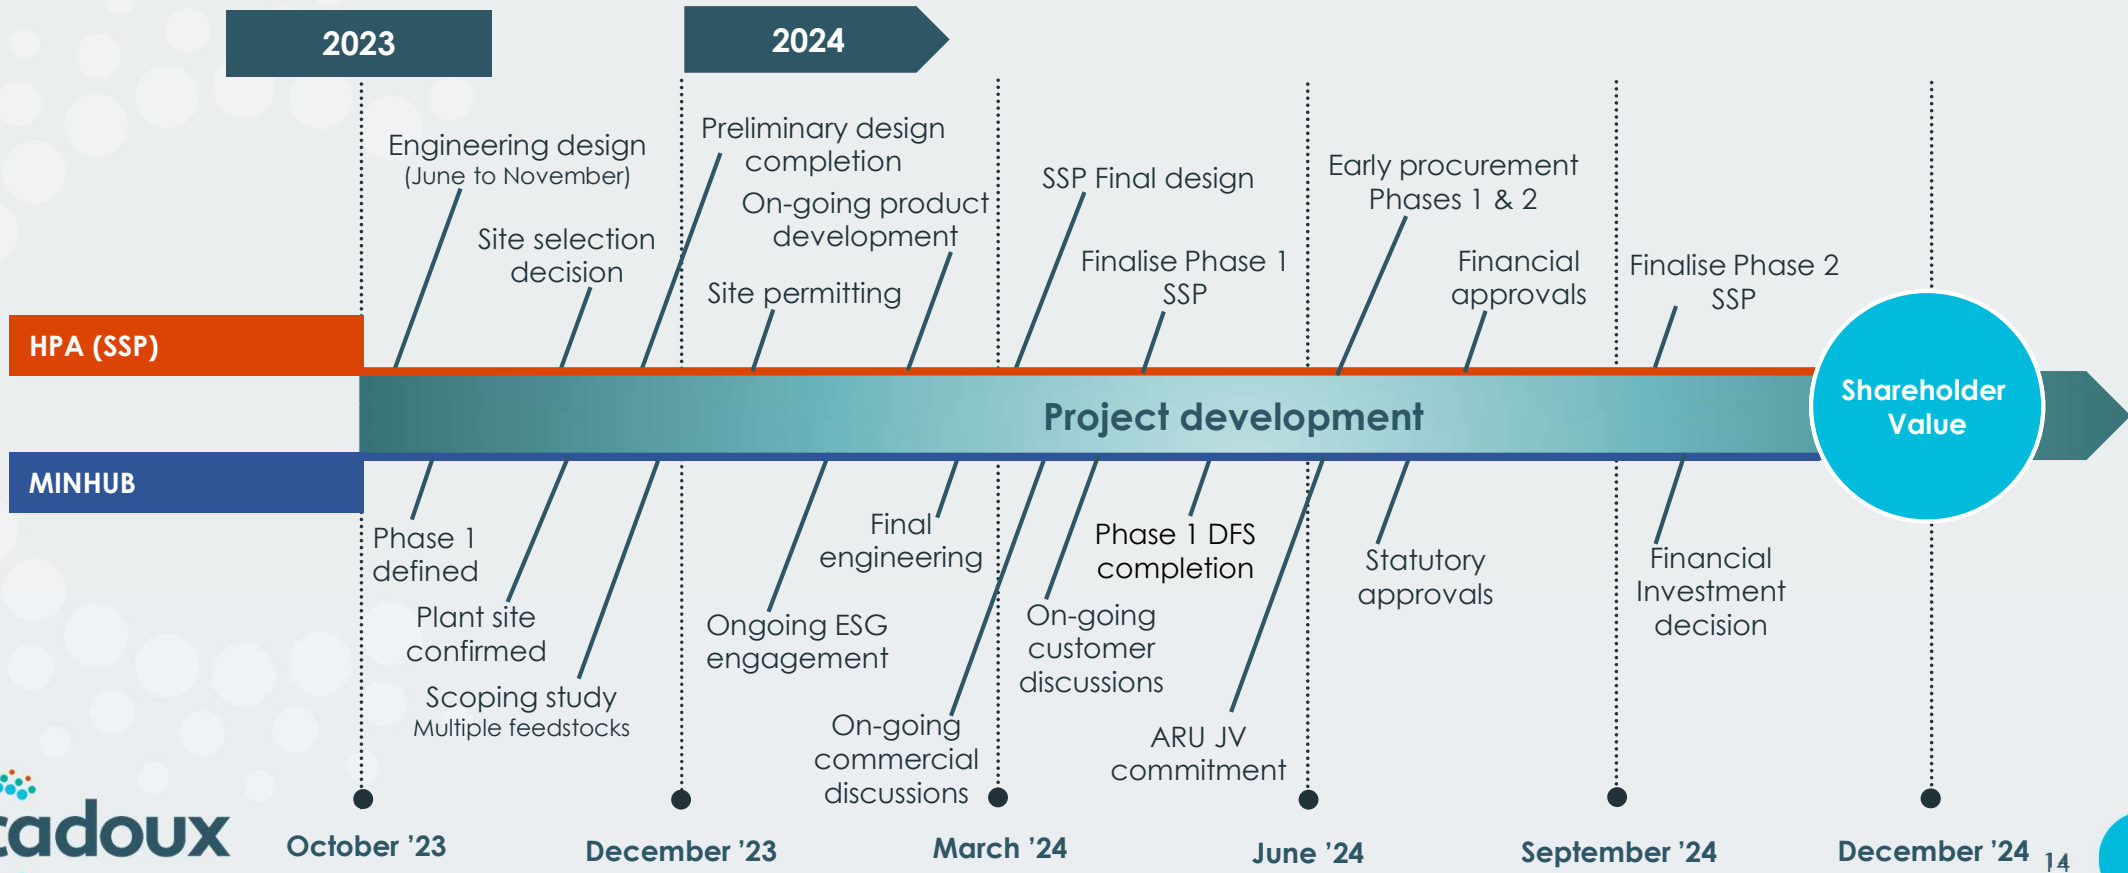 2023
2024
Engineering design
(June to November)
Site selection
decision
Preliminary design
completion
On-going product
development
Site permitting
SSP Final design
Finalise Phase 1
SSP
Early procurement
Phases 1 & 2
Financial
approvals
Finalise Phase 2
SSP
HPA (SSP)
Project development
Shareholder
Value
MINHUB
Phase 1
defined
Plant site
confirmed
Scoping study
Multiple feedstocks
Ongoing ESG
engagement
Final
engineering
On-going
commercial
discussions
On-going
customer
discussions
Phase 1 DFS
completion
ARU JV
commitment
Statutory
approvals
Financial
Investment
decision
cadoux
October ’23
December ’23
March ’24
June ’24
September ’24
December ’24
14